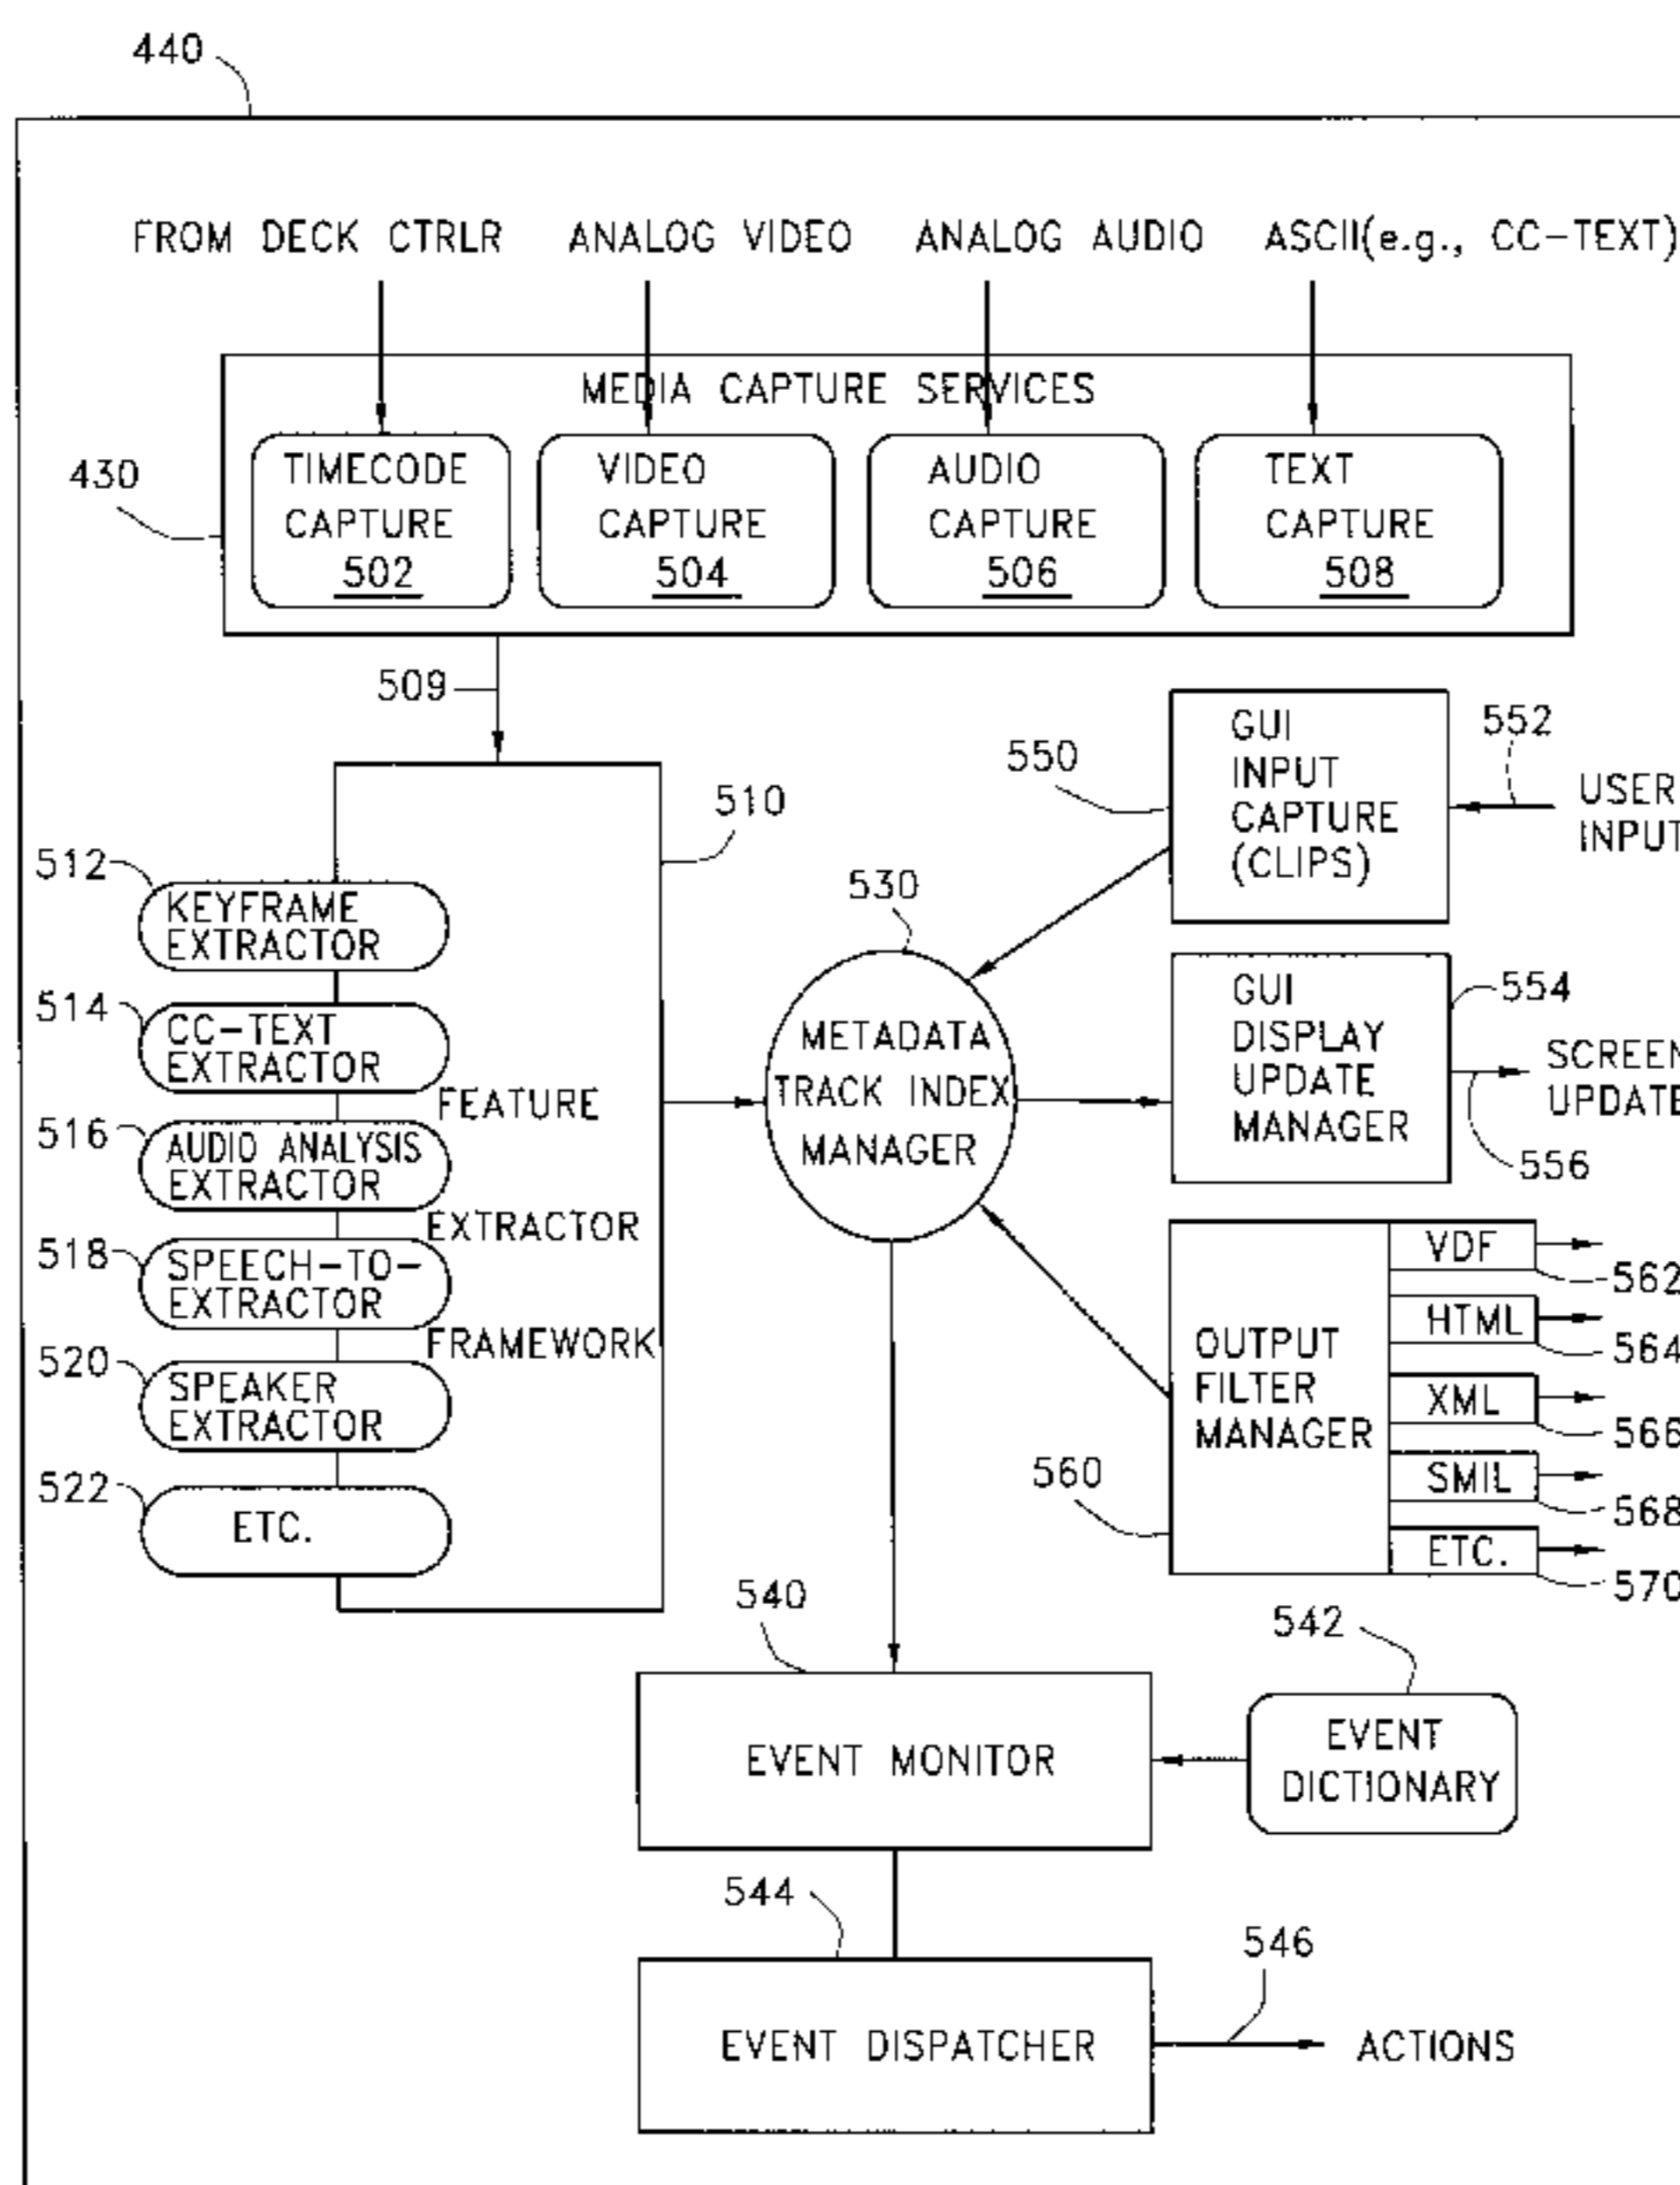 440
FROM DECK CTRLR
ANALOG VIDEO
ANALOG AUDIO
ASCII(e.g., CC-TEXT)
MEDIA CAPTURE SERVICES
430
TIMECODE
CAPTURE
502
VIDEO
CAPTURE
504
AUDIO
CAPTURE
506
TEXT
CAPTURE
508
509
510
512
KEYFRAME
EXTRACTOR
514
CC-TEXT
EXTRACTOR
516
AUDIO ANALYSIS
EXTRACTOR
518
SPEECH-TO-
EXTRACTOR
520
SPEAKER
EXTRACTOR
522
ETC.
FEATURE
EXTRACTOR
FRAMEWORK
530
METADATA
TRACK INDEX
MANAGER
550
GUI
INPUT
CAPTURE
(CLIPS)
552
USER
INPUT
GUI
DISPLAY
UPDATE
MANAGER
554
SCREEN
UPDATE
556
OUTPUT
FILTER
MANAGER
560
VDF
562
HTML
564
XML
566
SMIL
568
ETC.
570
540
EVENT MONITOR
542
EVENT
DICTIONARY
544
EVENT DISPATCHER
546
ACTIONS